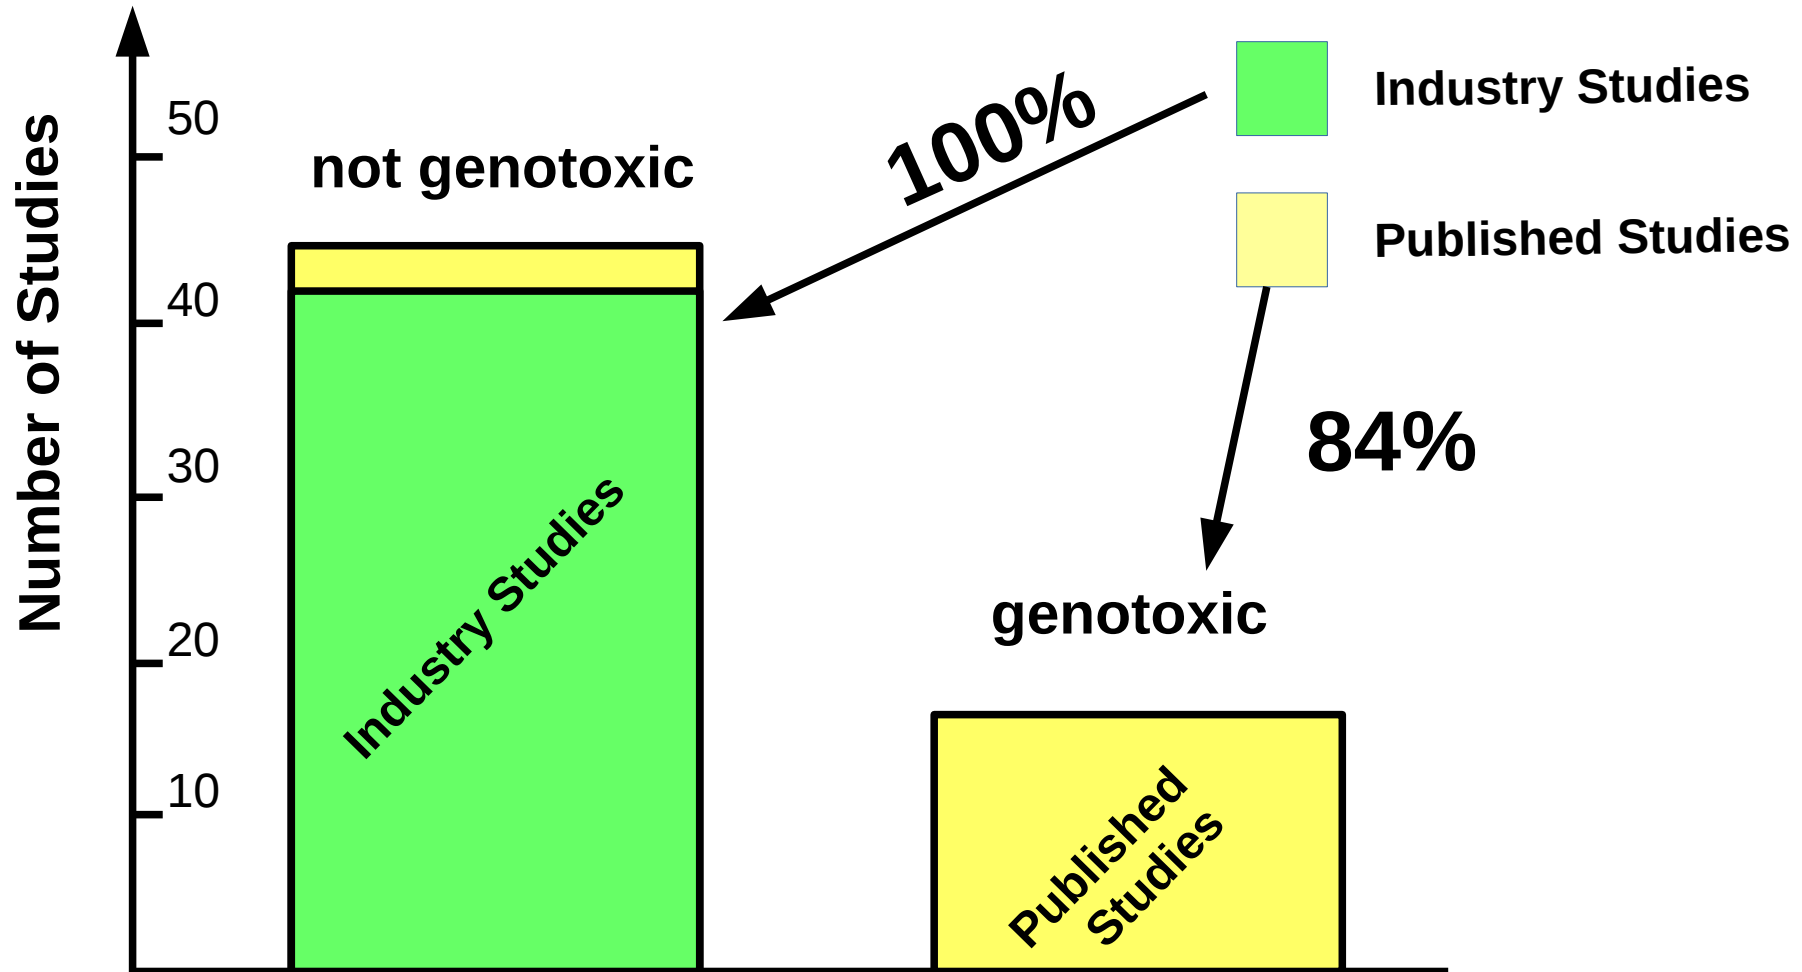 Number of Studies
50
40
30
20
10
not genotoxic
Industry Studies
100%
Industry Studies
Published Studies
84%
genotoxic
Published
Studies